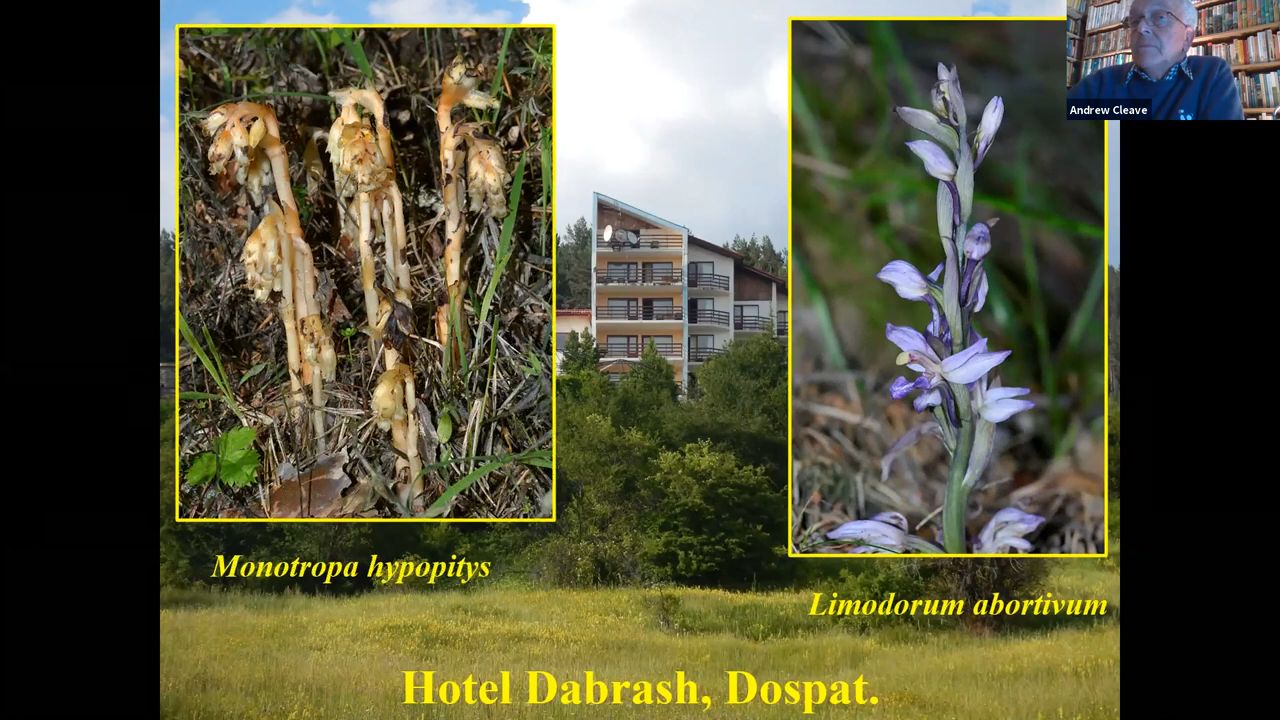 Andrew Cleave
Monotropa hypopitys
Limodorum abortivum
Hotel Dabrash, Dospat.